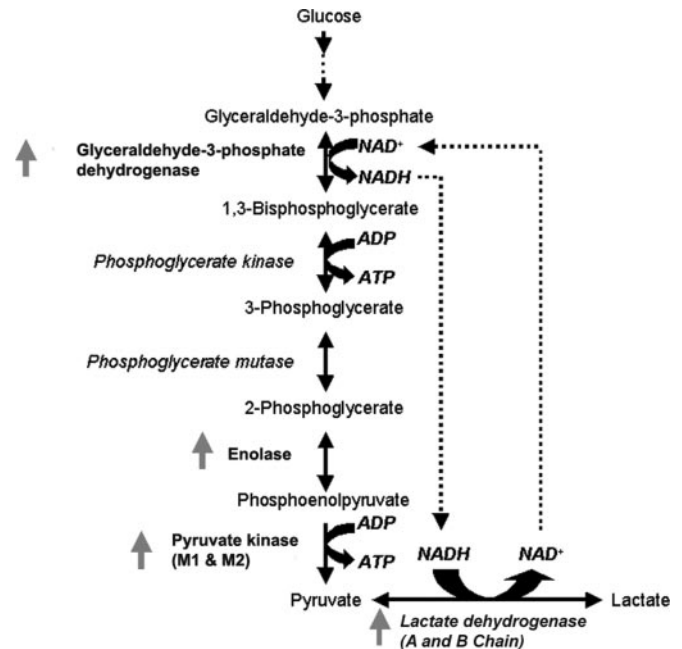 Glucose
Glyceraldehyde-3-phosphate
Glyceraldehyde-3-phosphate
dehydrogenase
NAD+
NADH
1,3-Bisphosphoglycerate
Phosphoglycerate kinase
ADP
ATP
3-Phosphoglycerate
Phosphoglycerate mutase
2-Phosphoglycerate
Enolase
Phosphoenolpyruvate
Pyruvate kinase
(M1 & M2)
ADP
ATP
NADH
NAD+
Pyruvate
Lactate
Lactate dehydrogenase
(A and B Chain)